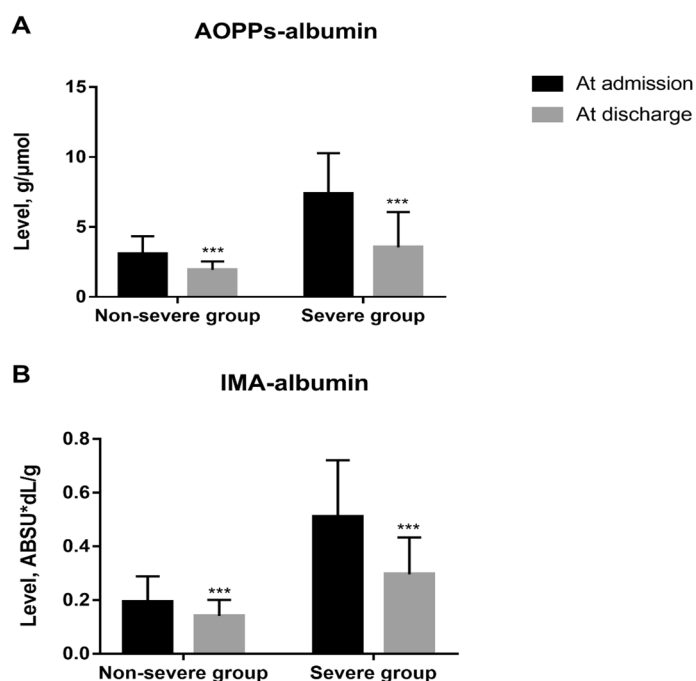 A
AOPPs-albumin
At admission
At discharge
Level, g/μmol
15
10
5
0
***
***
Non-severe group
Severe group
B
IMA-albumin
Level, ABSU*dL/g
0.8
0.6
0.4
0.2
0.0
***
***
Non-severe group
Severe group